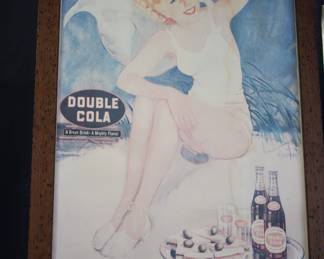 DOUBLE
COLA
A Great Drink - A Mighty Flavor